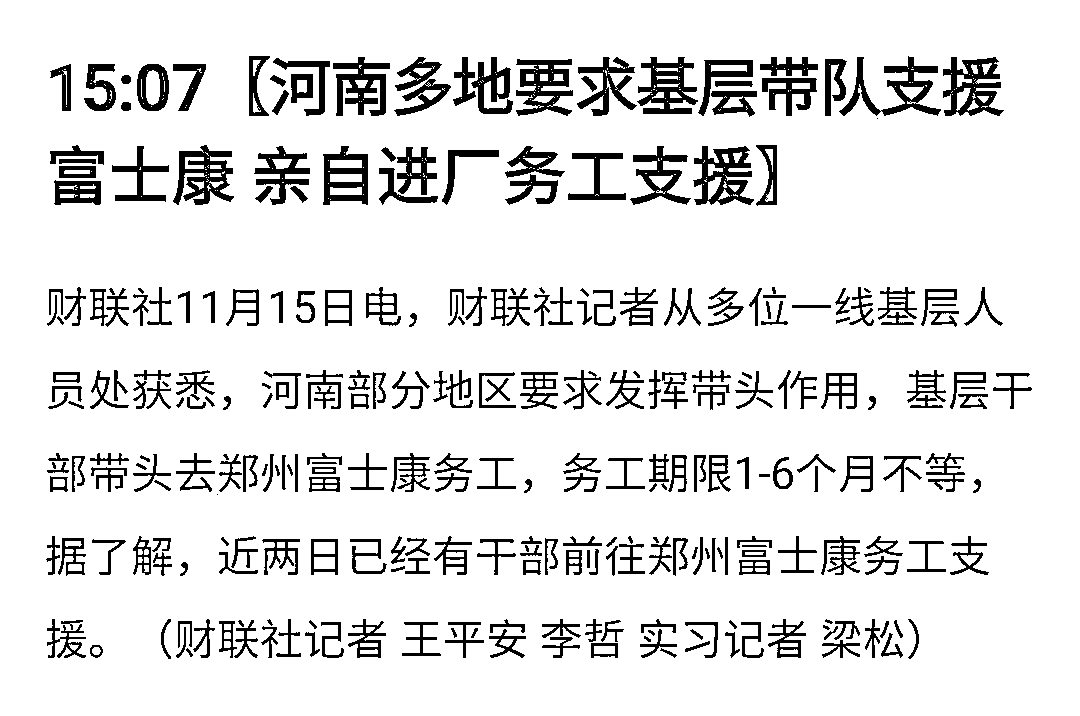 15:07〖河南多地要求基层带队支援
富士康 亲自进厂务工支援〗
财联社11月15日电，财联社记者从多位一线基层人
员处获悉，河南部分地区要求发挥带头作用，基层干
部带头去郑州富士康务工，务工期限1-6个月不等，
据了解，近两日已经有干部前往郑州富士康务工支
援。（财联社记者 王平安 李哲 实习记者 梁松）